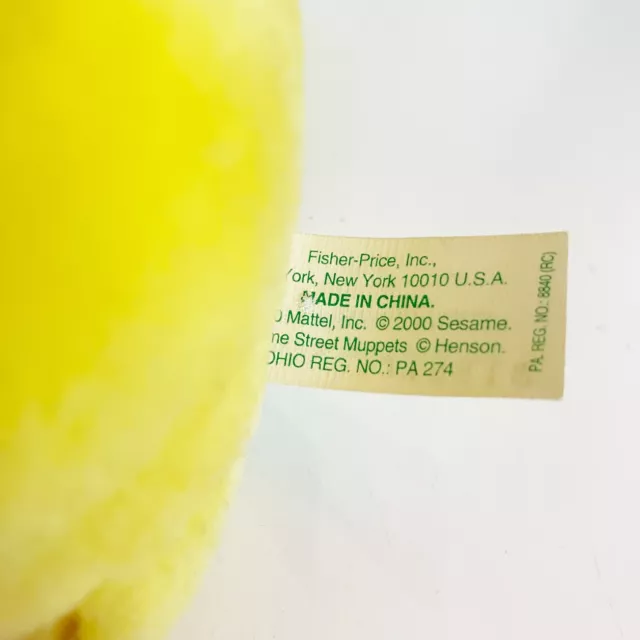 Fisher-Price, Inc.,
York, New York 10010 U.S.A.
MADE IN CHINA.
Mattel, Inc. © 2000 Sesame.
Street Muppets © Henson.
OHIO REG. NO.: PA 274
PA. REG. NO.: 8840 (RC)